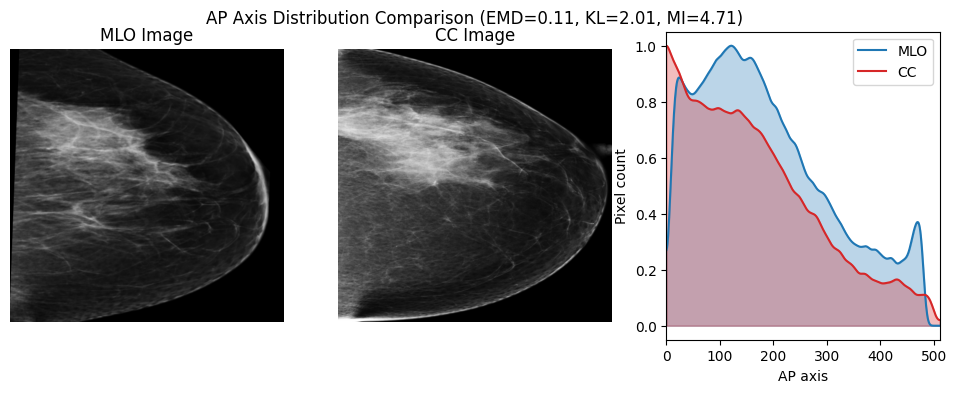 AP Axis Distribution Comparison (EMD=0.11, KL=2.01, MI=4.71)
MLO Image
CC Image
MLO
CC
Pixel count
1.0
0.8
0.6
0.4
0.2
0.0
0 100 200 300 400 500
AP axis